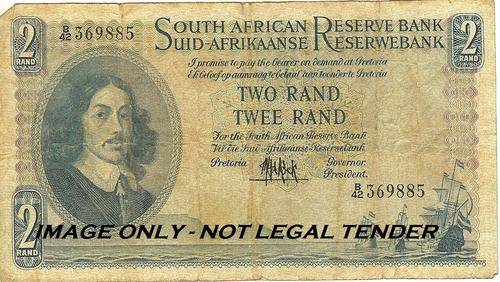 2 RAND
B/42 369885
SOUTH AFRICAN RESERVE BANK
SUID-AFRIKAANSE RESERWEBANK
2 RAND
I promise to pay the bearer on demand at Pretoria
Ek beloof op aanvraag te betaal aan toonder te Pretoria
TWO RAND
TWEE RAND
For the South African Reserve Bank
Vir die Suid-Afrikaanse Reserwebank
Pretoria
Governor.
President.
B/42 369885
2 RAND
IMAGE ONLY - NOT LEGAL TENDER